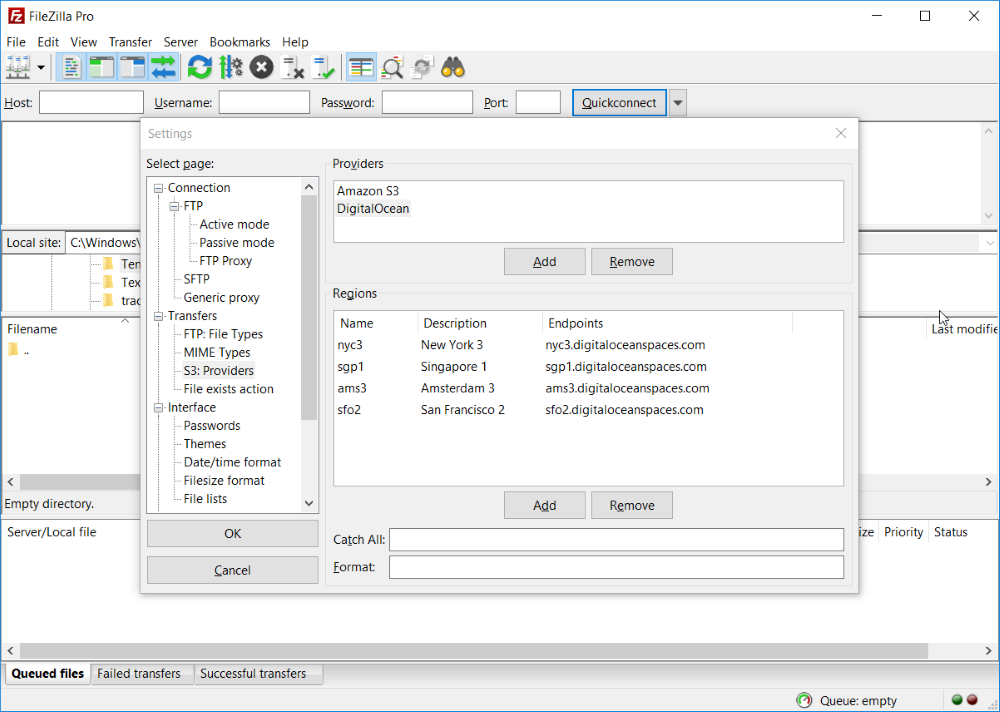 FileZilla Pro
File Edit View Transfer Server Bookmarks Help
Host: Username: Password: Port: Quickconnect
Settings
Select page:
Connection
FTP
Active mode
Passive mode
FTP Proxy
SFTP
Generic proxy
Transfers
FTP: File Types
MIME Types
S3: Providers
File exists action
Interface
Passwords
Themes
Date/time format
Filesize format
File lists
OK
Cancel
Providers
Amazon S3
DigitalOcean
Add Remove
Regions
Name Description Endpoints
nyc3 New York 3 nyc3.digitaloceanspaces.com
sgp1 Singapore 1 sgp1.digitaloceanspaces.com
ams3 Amsterdam 3 ams3.digitaloceanspaces.com
sfo2 San Francisco 2 sfo2.digitaloceanspaces.com
Add Remove
Catch All:
Format:
Local site: C:\Windows\
Ten
Tex
trac
Filename Last modifie
..
Empty directory.
Server/Local file ize Priority Status
Queued files Failed transfers Successful transfers
Queue: empty